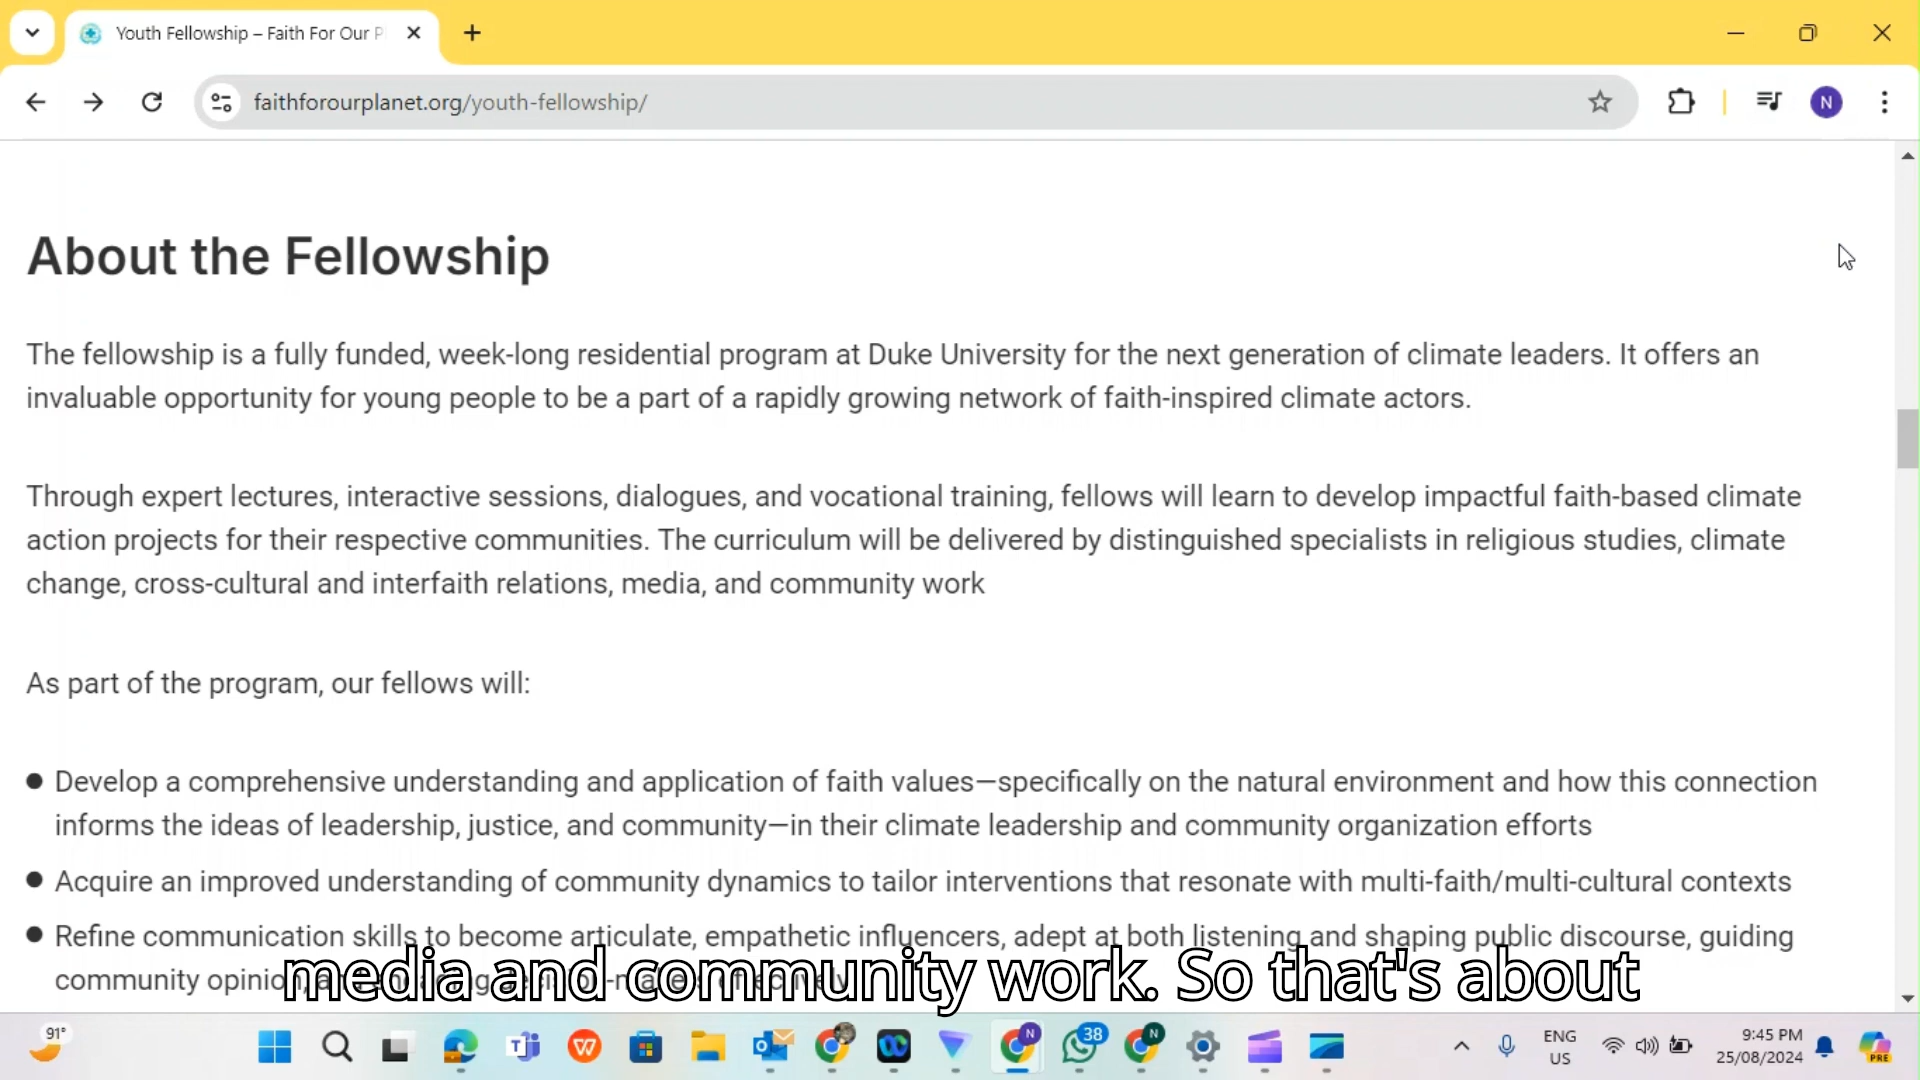 Youth Fellowship – Faith For Our P
faithforourplanet.org/youth-fellowship/
N
About the Fellowship
The fellowship is a fully funded, week-long residential program at Duke University for the next generation of climate leaders. It offers an
invaluable opportunity for young people to be a part of a rapidly growing network of faith-inspired climate actors.
Through expert lectures, interactive sessions, dialogues, and vocational training, fellows will learn to develop impactful faith-based climate
action projects for their respective communities. The curriculum will be delivered by distinguished specialists in religious studies, climate
change, cross-cultural and interfaith relations, media, and community work
As part of the program, our fellows will:
Develop a comprehensive understanding and application of faith values—specifically on the natural environment and how this connection
informs the ideas of leadership, justice, and community—in their climate leadership and community organization efforts
Acquire an improved understanding of community dynamics to tailor interventions that resonate with multi-faith/multi-cultural contexts
Refine communication skills to become articulate, empathetic influencers, adept at both listening and shaping public discourse, guiding
community opinion,
media and community work. So that's about
91°
38
N
N
ENG
US
9:45 PM
25/08/2024
PRE